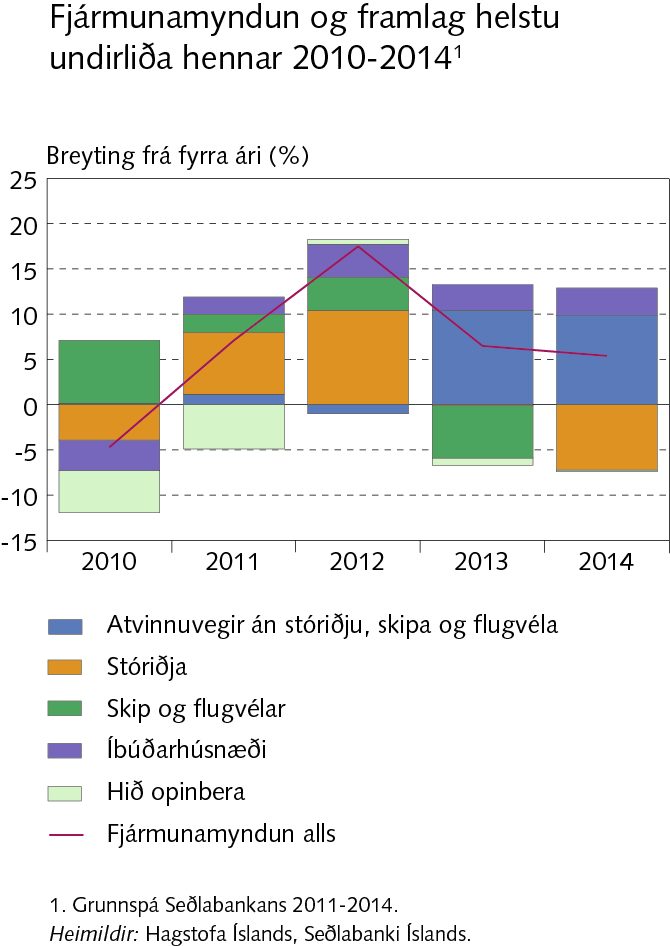 Fjármunamyndun og framlag helstu
undirliða hennar 2010-2014¹
Breyting frá fyrra ári (%)
25
20
15
10
5
0
-5
-10
-15
2010 2011 2012 2013 2014
Atvinnuvegir án stóriðju, skipa og flugvéla
Stóriðja
Skip og flugvélar
Íbúðarhúsnæði
Hið opinbera
Fjármunamyndun alls
1. Grunnspá Seðlabankans 2011-2014.
Heimildir: Hagstofa Íslands, Seðlabanki Íslands.